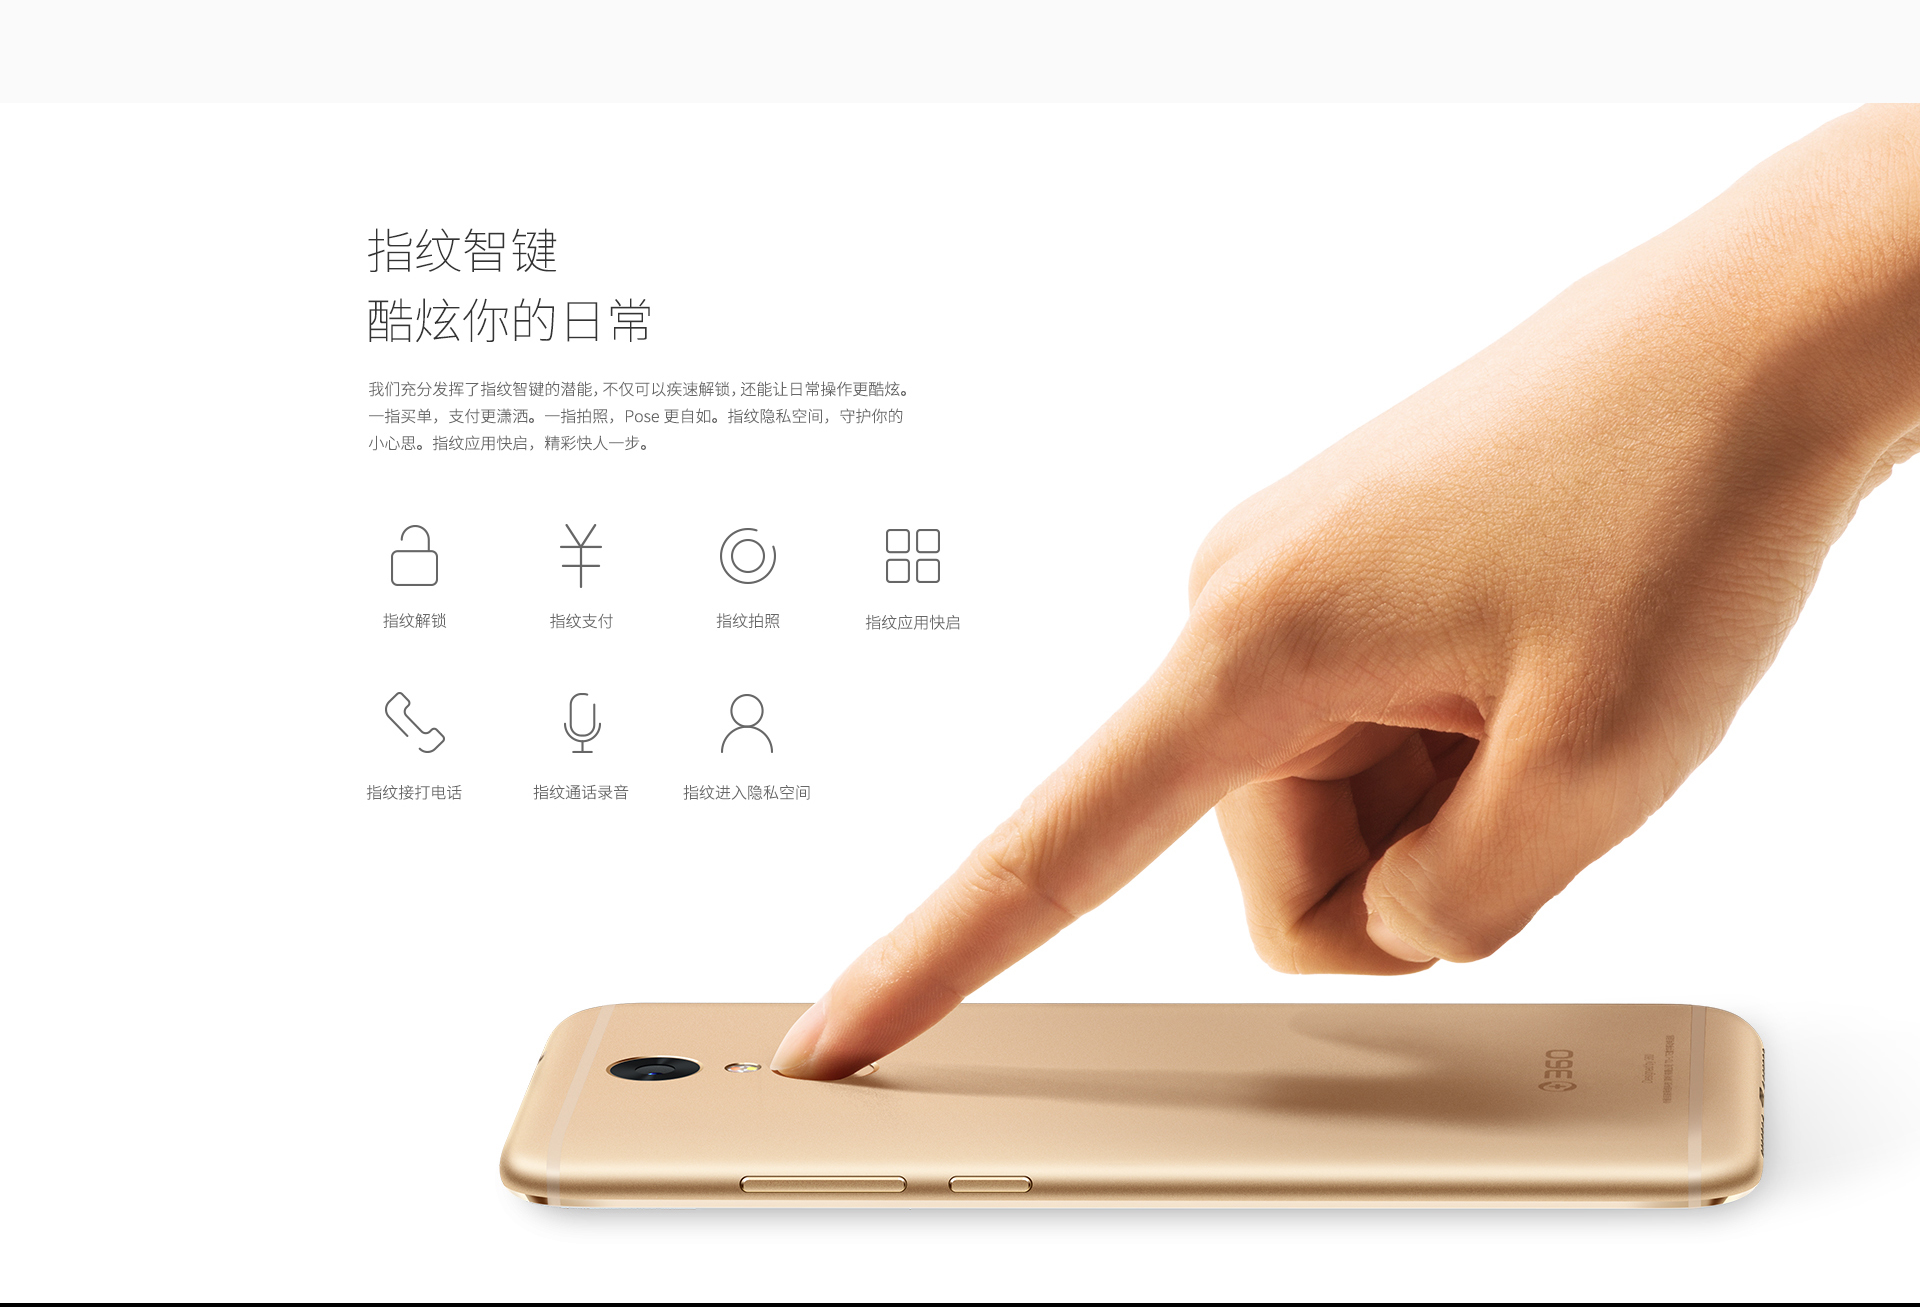 指纹智键
酷炫你的日常
我们充分发挥了指纹智键的潜能，不仅可以疾速解锁，还能让日常操作更酷炫。
一指买单，支付更潇洒。一指拍照，Pose 更自如。指纹隐私空间，守护你的
小心思。指纹应用快启，精彩快人一步。
指纹解锁
指纹支付
指纹拍照
指纹应用快启
指纹接打电话
指纹通话录音
指纹进入隐私空间
360